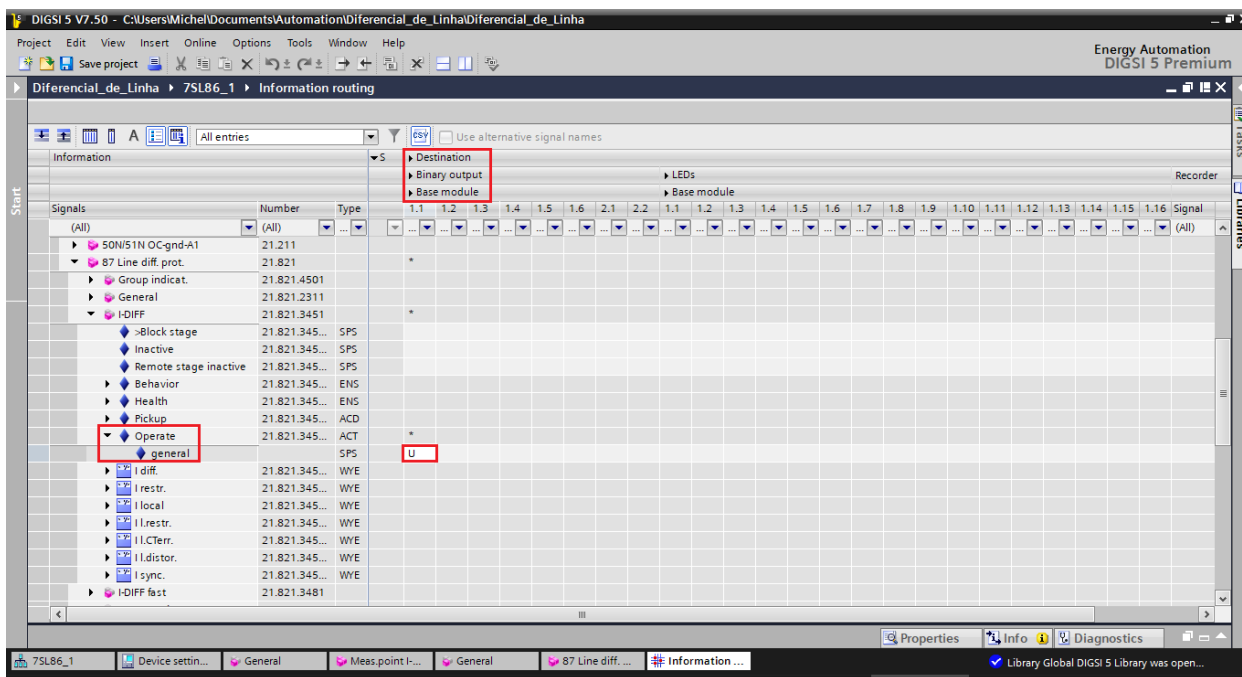 DIGSI 5 V7.50 - C:\Users\Michel\Documents\Automation\Diferencial_de_Linha\Diferencial_de_Linha
Project Edit View Insert Online Options Tools Window Help
Energy Automation
DIGSI 5 Premium
Save project
Diferencial_de_Linha 7SL86_1 Information routing
All entries csv Use alternative signal names
Information S Destination
Binary output LEDs Recorder
Base module Base module
Signals Number Type 1.1 1.2 1.3 1.4 1.5 1.6 2.1 2.2 1.1 1.2 1.3 1.4 1.5 1.6 1.7 1.8 1.9 1.10 1.11 1.12 1.13 1.14 1.15 1.16 Signal
(All) (All) ... ... ... ... ... ... ... ... ... ... ... ... ... ... ... ... ... ... ... ... ... ... ... ... ... (All)
50N/51N OC-gnd-A1 21.211
87 Line diff. prot. 21.821 *
Group indicat. 21.821.4501
General 21.821.2311
I-DIFF 21.821.3451 *
>Block stage 21.821.345... SPS
Inactive 21.821.345... SPS
Remote stage inactive 21.821.345... SPS
Behavior 21.821.345... ENS
Health 21.821.345... ENS
Pickup 21.821.345... ACD
Operate 21.821.345... ACT *
general SPS U
I diff. 21.821.345... WYE
I restr. 21.821.345... WYE
I local 21.821.345... WYE
I l.restr. 21.821.345... WYE
I l.CTerr. 21.821.345... WYE
I l.distor. 21.821.345... WYE
I sync. 21.821.345... WYE
I-DIFF fast 21.821.3481
Start
Tasks
Libraries
Properties Info Diagnostics
7SL86_1 Device settin... General Meas.point I-... General 87 Line diff. ... Information ... Library Global DIGSI 5 Library was open...